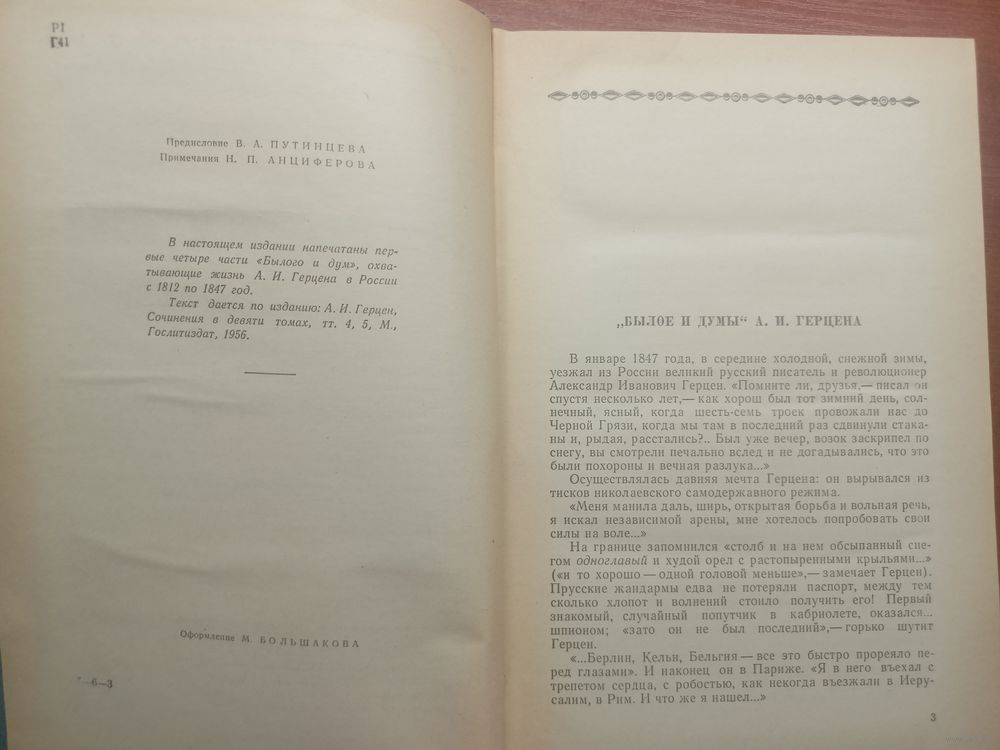 Р1
Г41
Предисловие В. А. ПУТИНЦЕВА
Примечания Н. П. АНЦИФЕРОВА
В настоящем издании напечатаны пер-
вые четыре части «Былого и дум», охва-
тывающие жизнь А. И. Герцена в России
с 1812 по 1847 год.
Текст дается по изданию: А. И. Герцен,
Сочинения в девяти томах, тт. 4, 5, М.,
Гослитиздат, 1956.
Оформление М. БОЛЬШАКОВА
—6—3
„БЫЛОЕ И ДУМЫ“ А. И. ГЕРЦЕНА
В январе 1847 года, в середине холодной, снежной зимы,
уезжал из России великий русский писатель и революционер
Александр Иванович Герцен. «Помните ли, друзья,— писал он
спустя несколько лет,— как хорош был тот зимний день, сол-
нечный, ясный, когда шесть-семь троек провожали нас до
Черной Грязи, когда мы там в последний раз сдвинули стака-
ны и, рыдая, расстались?.. Был уже вечер, возок заскрипел по
снегу, вы смотрели печально вслед и не догадывались, что это
были похороны и вечная разлука...»
Осуществлялась давняя мечта Герцена: он вырывался из
тисков николаевского самодержавного режима.
«Меня манила даль, ширь, открытая борьба и вольная речь,
я искал независимой арены, мне хотелось попробовать свои
силы на воле...»
На границе запомнился «столб и на нем обсыпанный сне-
гом одноглавый и худой орел с растопыренными крыльями...»
(«и то хорошо — одной головой меньше»,— замечает Герцен).
Прусские жандармы едва не потеряли паспорт, между тем
сколько хлопот и волнений стоило получить его! Первый
знакомый, случайный попутчик в кабриолете, оказался...
шпионом; «зато он не был последний»,— горько шутит
Герцен.
«...Берлин, Кельн, Бельгия — все это быстро прореяло пе-
ред глазами». И наконец он в Париже. «Я в него въехал с
трепетом сердца, с робостью, как некогда въезжали в Иеру-
салим, в Рим. И что же я нашел...»
3